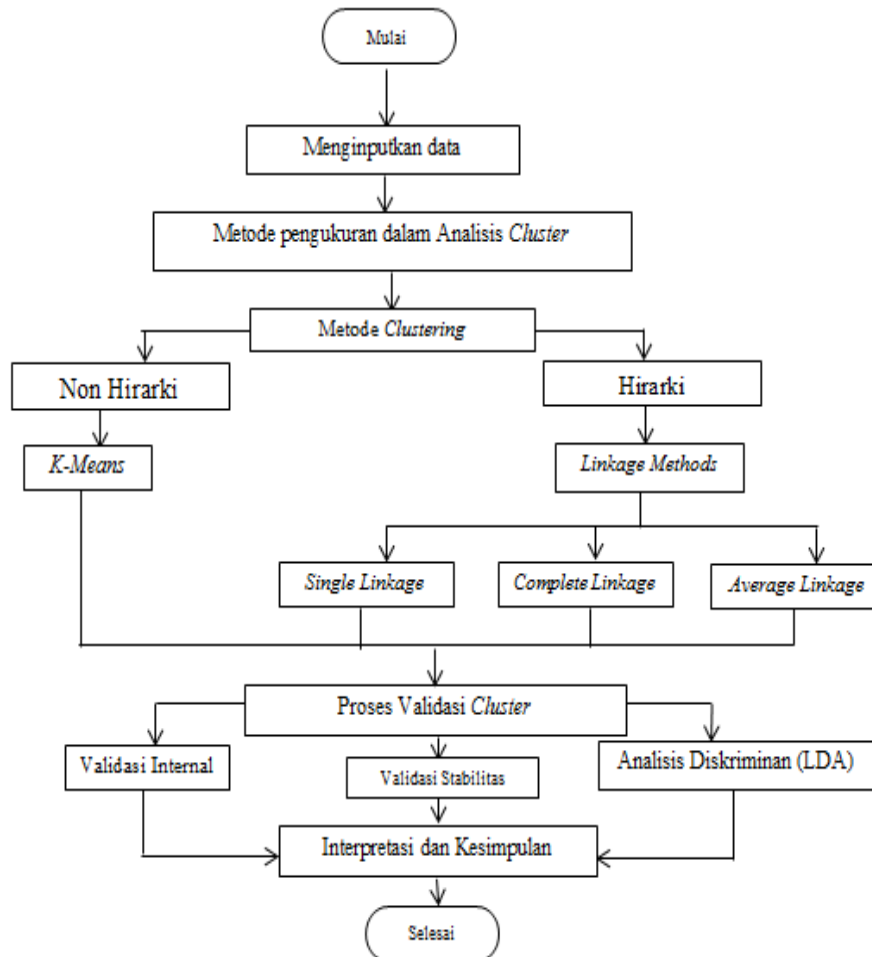 Mulai
Menginputkan data
Metode pengukuran dalam Analisis Cluster
Metode Clustering
Non Hirarki
Hirarki
K-Means
Linkage Methods
Single Linkage
Complete Linkage
Average Linkage
Proses Validasi Cluster
Validasi Internal
Validasi Stabilitas
Analisis Diskriminan (LDA)
Interpretasi dan Kesimpulan
Selesai